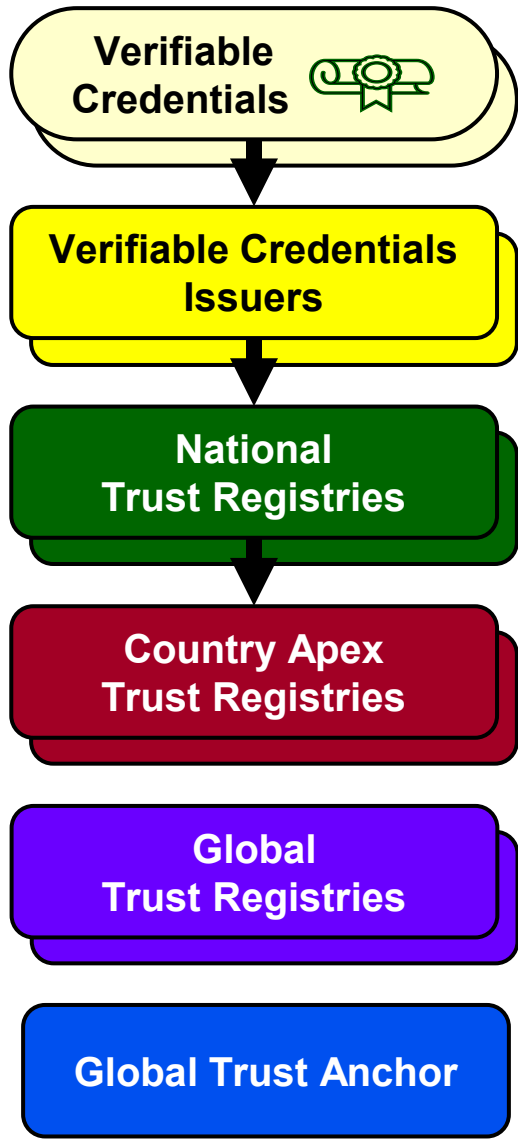 Verifiable
Credentials
Verifiable Credentials
Issuers
National
Trust Registries
Country Apex
Trust Registries
Global
Trust Registries
Global Trust Anchor